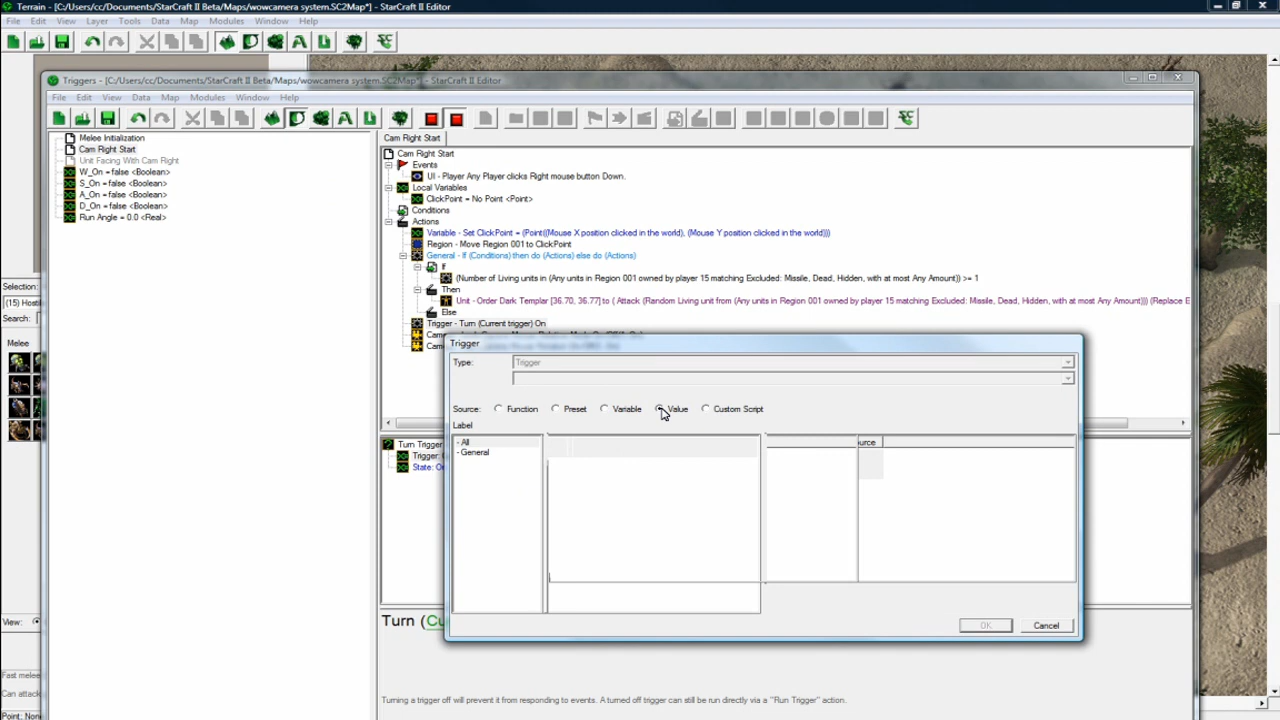 Terrain - [C:/Users/cc/Documents/StarCraft II Beta/Maps/wowcamera system.SC2Map*] - StarCraft II Editor
File Edit View Layer Tools Data Map Modules Window Help
Triggers - [C:/Users/cc/Documents/StarCraft II Beta/Maps/wowcamera system.SC2Map* - StarCraft II Editor
File Edit View Data Map Modules Window Help
Melee Initialization
Cam Right Start
Unit Facing With Cam Right
W_On = false <Boolean>
S_On = false <Boolean>
A_On = false <Boolean>
D_On = false <Boolean>
Run Angle = 0.0 <Real>
Cam Right Start
Cam Right Start
Events
UI - Player Any Player clicks Right mouse button Down.
Local Variables
ClickPoint = No Point <Point>
Conditions
Actions
Variable - Set ClickPoint = (Point((Mouse X position clicked in the world), (Mouse Y position clicked in the world)))
Region - Move Region 001 to ClickPoint
General - If (Conditions) then do (Actions) else do (Actions)
If
(Number of Living units in (Any units in Region 001 owned by player 15 matching Excluded: Missile, Dead, Hidden, with at most Any Amount)) >= 1
Then
Unit - Order Dark Templar [36.70, 36.77] to ( Attack (Random Living unit from (Any units in Region 001 owned by player 15 matching Excluded: Missile, Dead, Hidden, with at most Any Amount))) (Replace E
Else
Trigger - Turn (Current trigger) On
Selection:
(15) Hosti
Search:
Melee
View:
Fast melee
Can attack
Point: None
Turn Trigger
Trigger:
State:
Trigger
Type: Trigger
Source: Function Preset Variable Value Custom Script
Label
- All
- General
urce
OK Cancel
Turn (Cu
Turning a trigger off will prevent it from responding to events. A turned off trigger can still be run directly via a "Run Trigger" action.